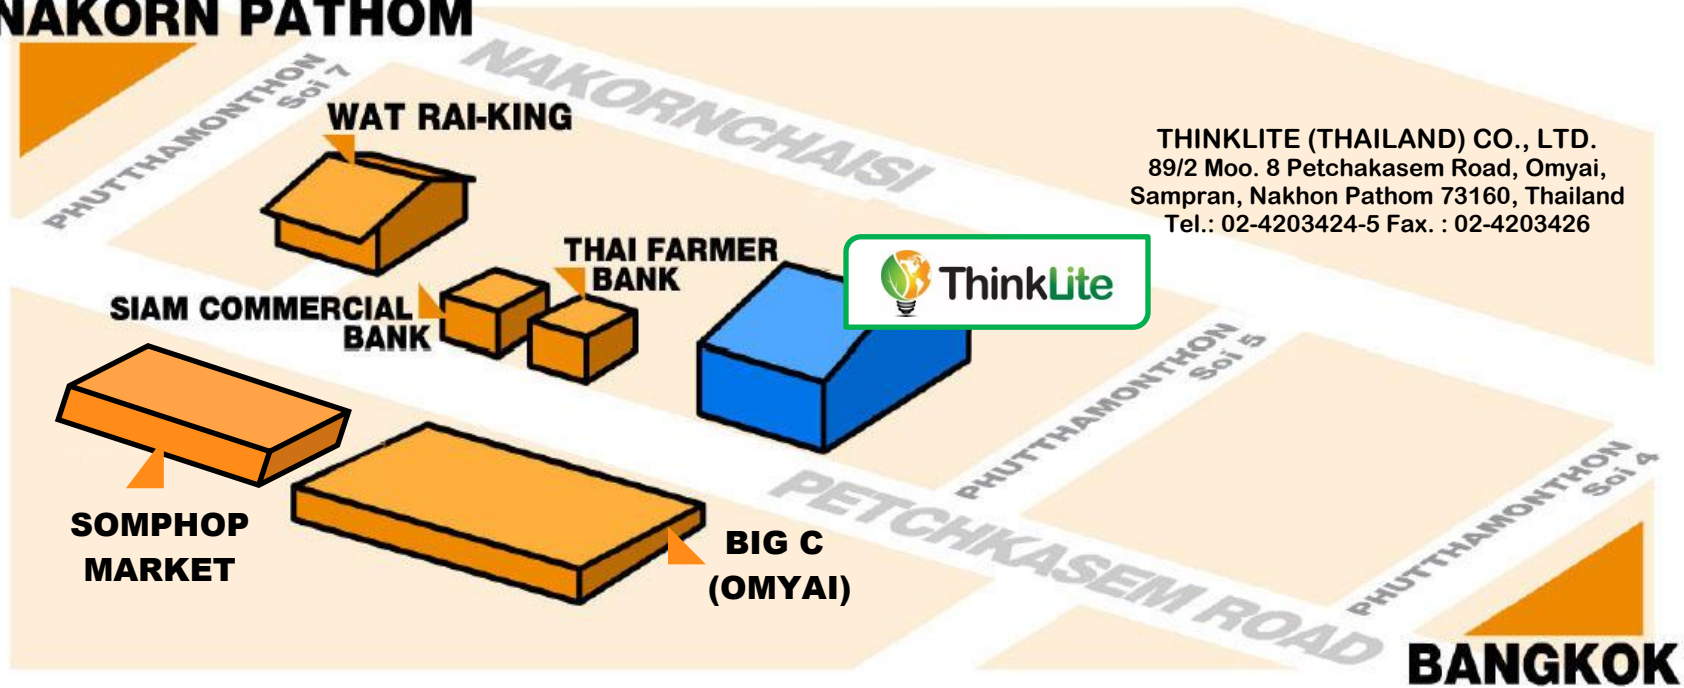 NAKORN PATHOM
NAKORNCHAISI
PHUTTHAMONTHON
Soi 7
WAT RAI-KING
THINKLITE (THAILAND) CO., LTD.
89/2 Moo. 8 Petchakasem Road, Omyai,
Sampran, Nakhon Pathom 73160, Thailand
Tel.: 02-4203424-5 Fax. : 02-4203426
THAI FARMER
BANK
ThinkLite
SIAM COMMERCIAL
BANK
PHUTTHAMONTHON
Soi 5
PHUTTHAMONTHON
Soi 4
PETCHKASEM ROAD
SOMPHOP
MARKET
BIG C
(OMYAI)
BANGKOK